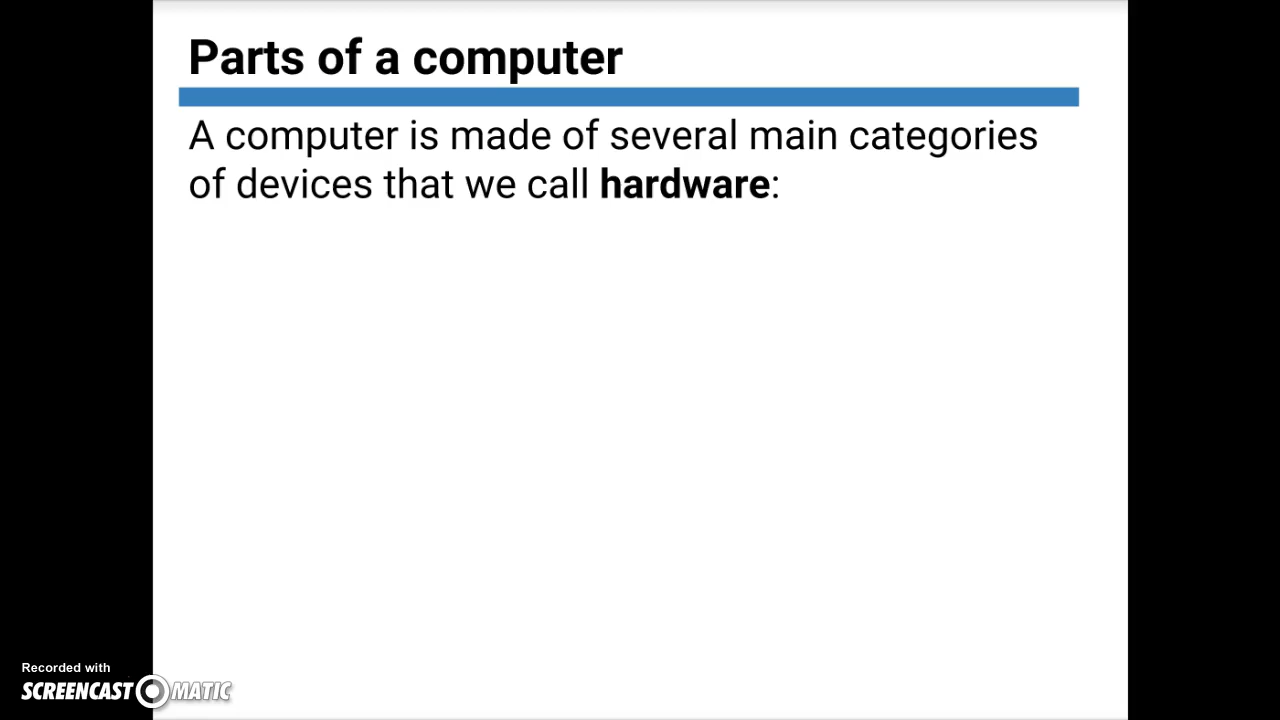 Parts of a computer
A computer is made of several main categories
of devices that we call hardware:
Recorded with
SCREENCAST MATIC